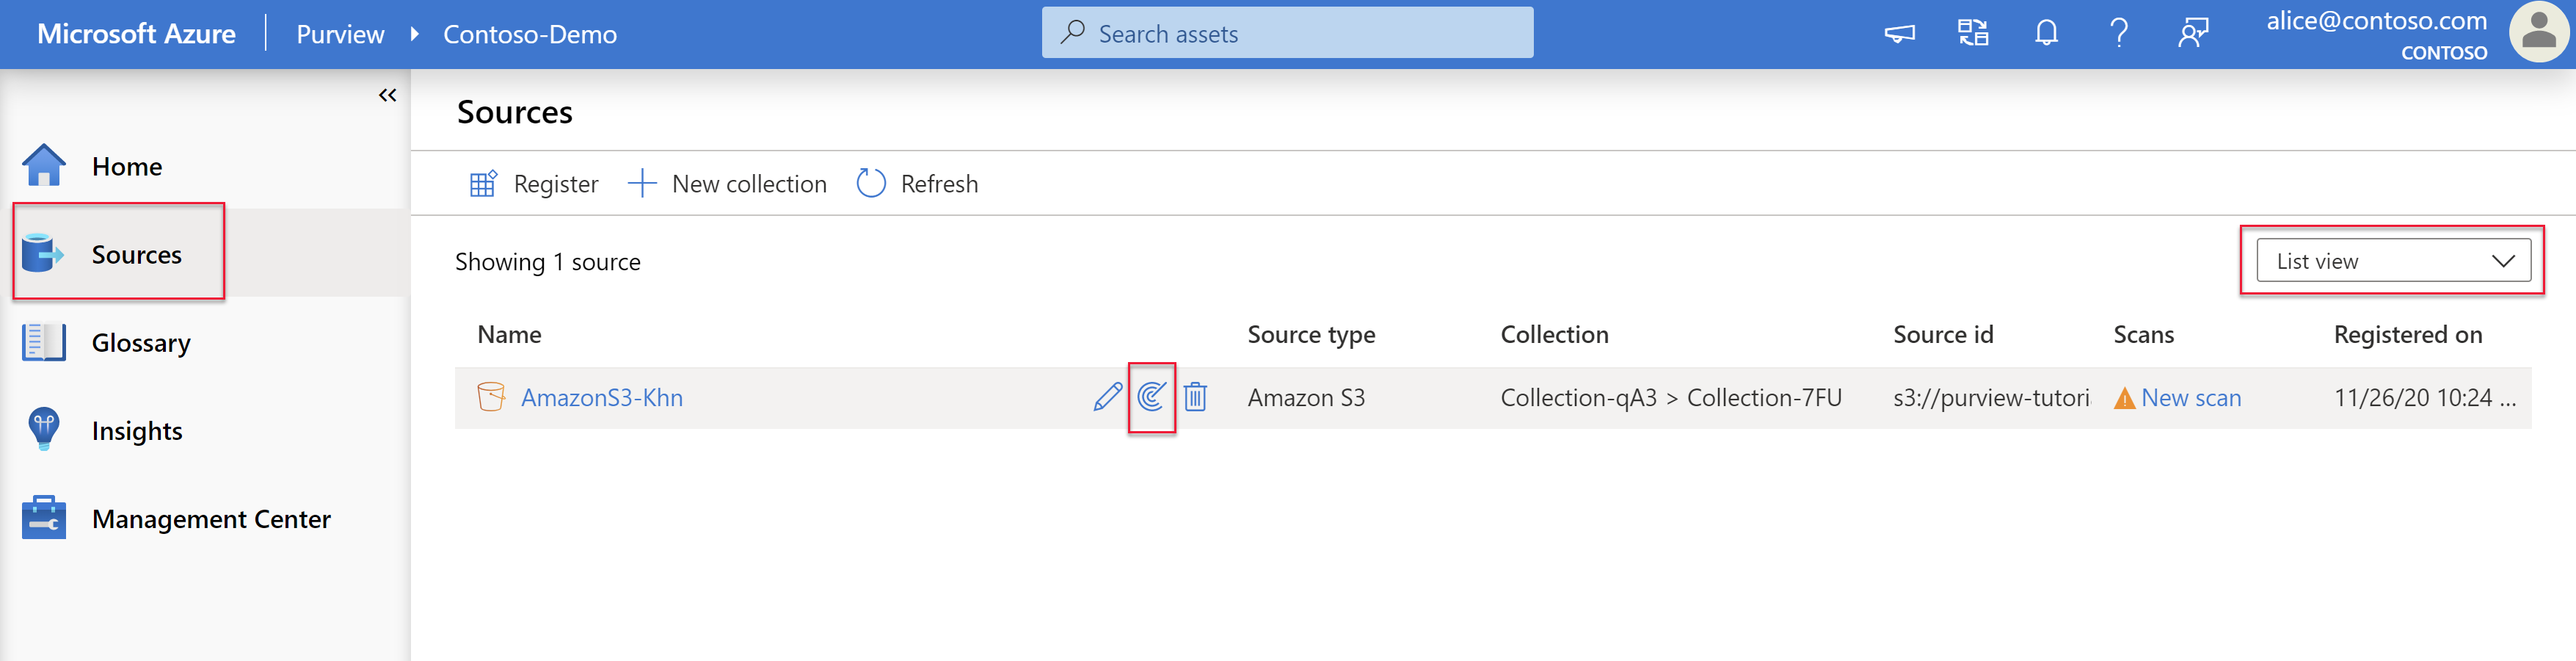 Microsoft Azure Purview Contoso-Demo Search assets alice@contoso.com
CONTOSO
Sources
Home
Register New collection Refresh
Sources
Showing 1 source List view
Glossary
Name Source type Collection Source id Scans Registered on
AmazonS3-Khn Amazon S3 Collection-qA3 > Collection-7FU s3://purview-tutori New scan 11/26/20 10:24 ...
Insights
Management Center